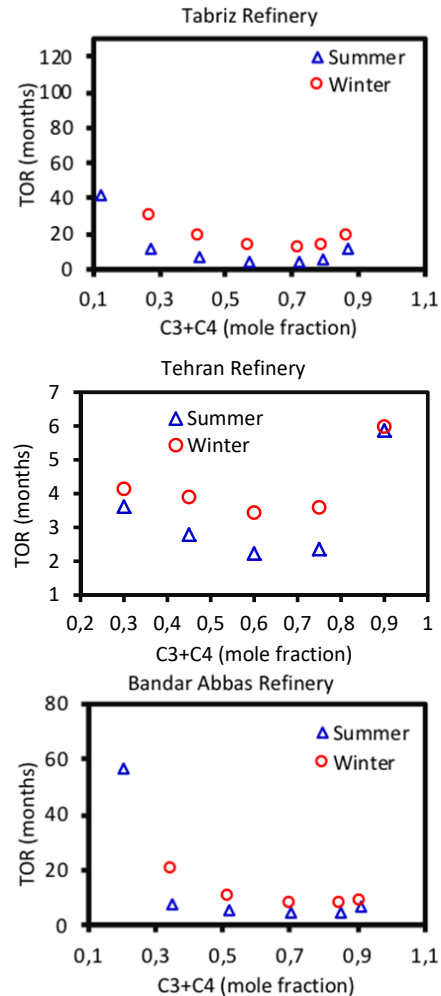 Tabriz Refinery
120
100
80
60
40
20
0
TOR (months)
Summer
Winter
0,1 0,3 0,5 0,7 0,9 1,1
C3+C4 (mole fraction)
Tehran Refinery
7
6
5
4
3
2
1
TOR (months)
Summer
Winter
0,2 0,3 0,4 0,5 0,6 0,7 0,8 0,9 1
C3+C4 (mole fraction)
Bandar Abbas Refinery
80
60
40
20
0
TOR (months)
Summer
Winter
0,1 0,3 0,5 0,7 0,9 1,1
C3+C4 (mole fraction)